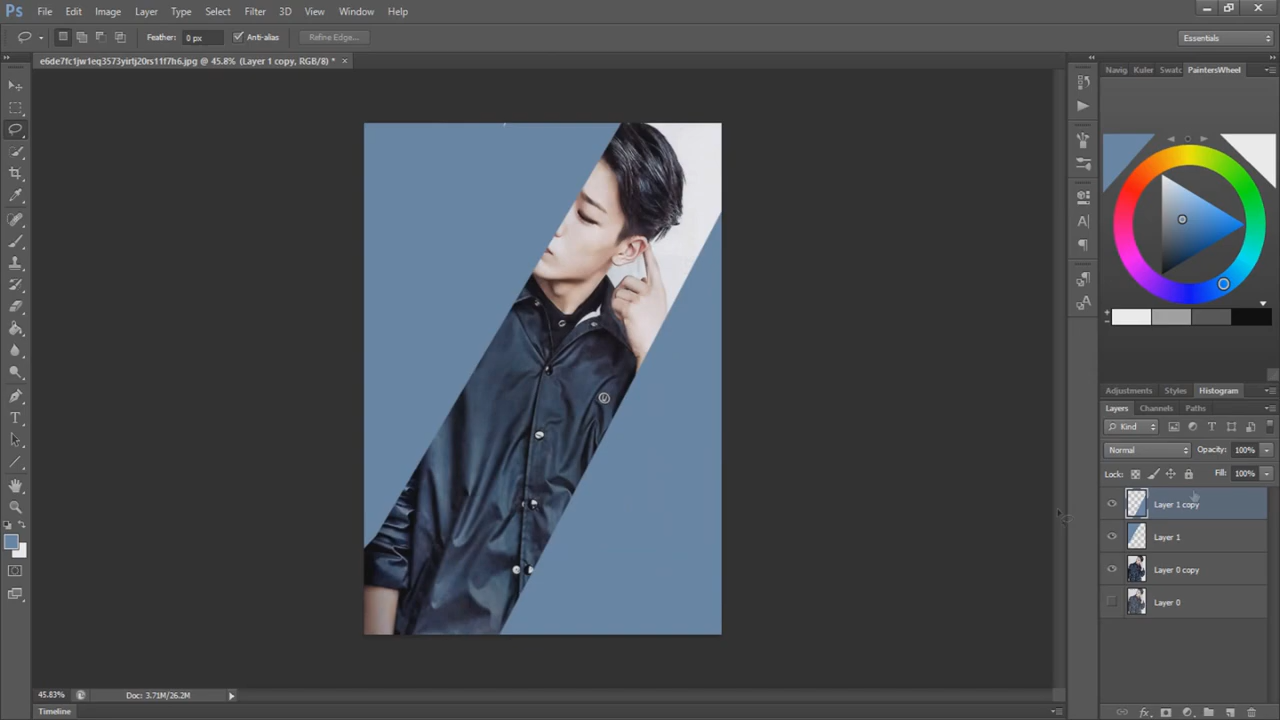 Ps File Edit Image Layer Type Select Filter 3D View Window Help
Feather: 0 px Anti-alias Refine Edge... Essentials
e6de7fc1jw1eq3573yirtj20rs11f7h6.jpg @ 45.8% (Layer 1 copy, RGB/8) * ×
Navig Kuler Swatc PaintersWheel
Adjustments Styles Histogram
Layers Channels Paths
Kind
Normal Opacity: 100%
Lock: Fill: 100%
Layer 1 copy
Layer 1
Layer 0 copy
Layer 0
45.83% Doc: 3.71M/26.2M
Timeline